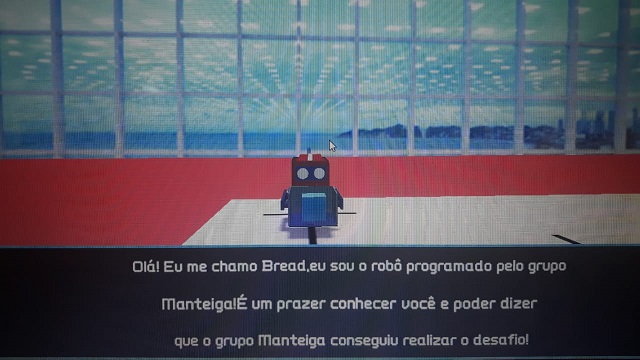 Olá! Eu me chamo Bread,eu sou o robô programado pelo grupo
Manteiga!É um prazer conhecer você e poder dizer
que o grupo Manteiga conseguiu realizar o desafio!